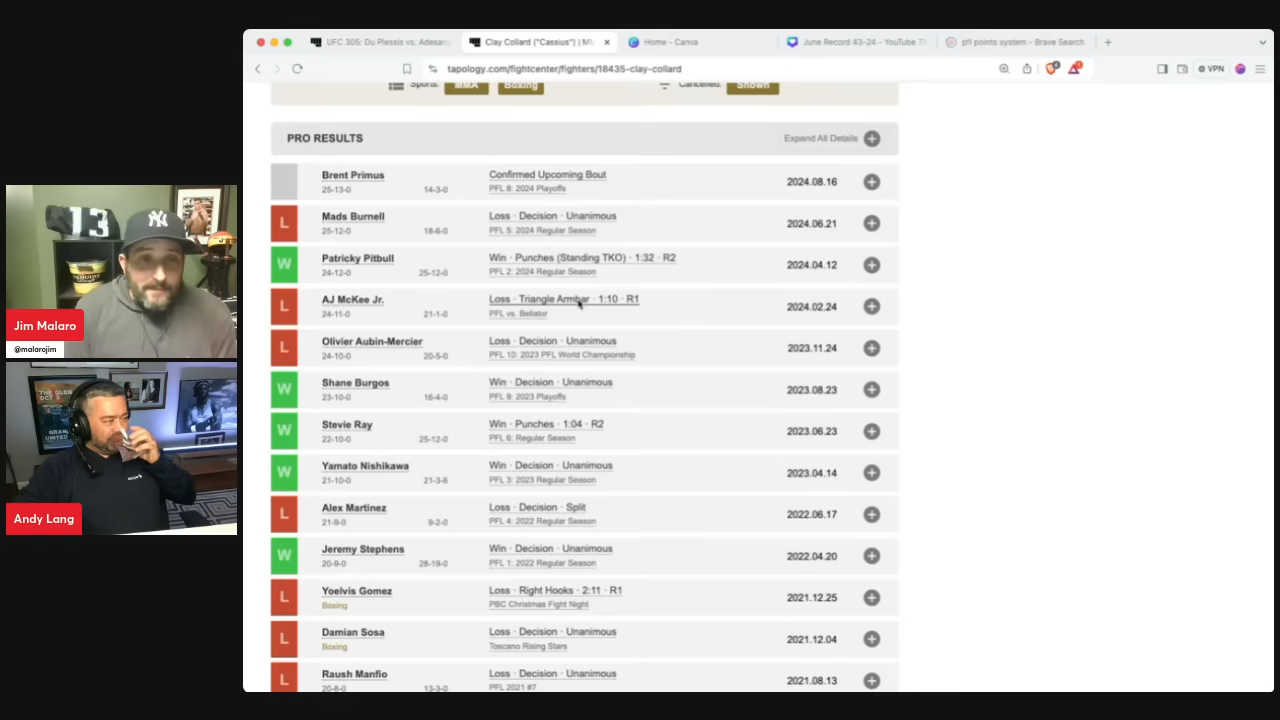 UFC 305: Du Plessis vs. Adesany
Clay Collard ("Cassius") | MM
Home – Canva
June Record 43-24 – YouTube T
pfl points system – Brave Search
tapology.com/fightcenter/fighters/18435-clay-collard
VPN
Sports:
MMA
Boxing
Cancelled:
Shown
PRO RESULTS
Expand All Details
Brent Primus
25-13-0
14-3-0
Confirmed Upcoming Bout
PFL 8: 2024 Playoffs
2024.08.16
L
Mads Burnell
25-12-0
18-6-0
Loss · Decision · Unanimous
PFL 5: 2024 Regular Season
2024.06.21
W
Patricky Pitbull
24-12-0
25-12-0
Win · Punches (Standing TKO) · 1:32 · R2
PFL 2: 2024 Regular Season
2024.04.12
L
AJ McKee Jr.
24-11-0
21-1-0
Loss · Triangle Armbar · 1:10 · R1
PFL vs. Bellator
2024.02.24
L
Olivier Aubin-Mercier
24-10-0
20-5-0
Loss · Decision · Unanimous
PFL 10: 2023 PFL World Championship
2023.11.24
W
Shane Burgos
23-10-0
16-4-0
Win · Decision · Unanimous
PFL 9: 2023 Playoffs
2023.08.23
W
Stevie Ray
22-10-0
25-12-0
Win · Punches · 1:04 · R2
PFL 6: Regular Season
2023.06.23
W
Yamato Nishikawa
21-10-0
21-3-6
Win · Decision · Unanimous
PFL 3: 2023 Regular Season
2023.04.14
L
Alex Martinez
21-9-0
9-2-0
Loss · Decision · Split
PFL 4: 2022 Regular Season
2022.06.17
W
Jeremy Stephens
20-9-0
28-19-0
Win · Decision · Unanimous
PFL 1: 2022 Regular Season
2022.04.20
L
Yoelvis Gomez
Boxing
Loss · Right Hooks · 2:11 · R1
PBC Christmas Fight Night
2021.12.25
L
Damian Sosa
Boxing
Loss · Decision · Unanimous
Toscano Rising Stars
2021.12.04
L
Raush Manfio
20-8-0
13-3-0
Loss · Decision · Unanimous
PFL 2021 #7
2021.08.13
13
NY
GENUINE
Jim Malaro
@malarojim
THE GLEN
OCT 9
GRAN
UNITED
Andy Lang